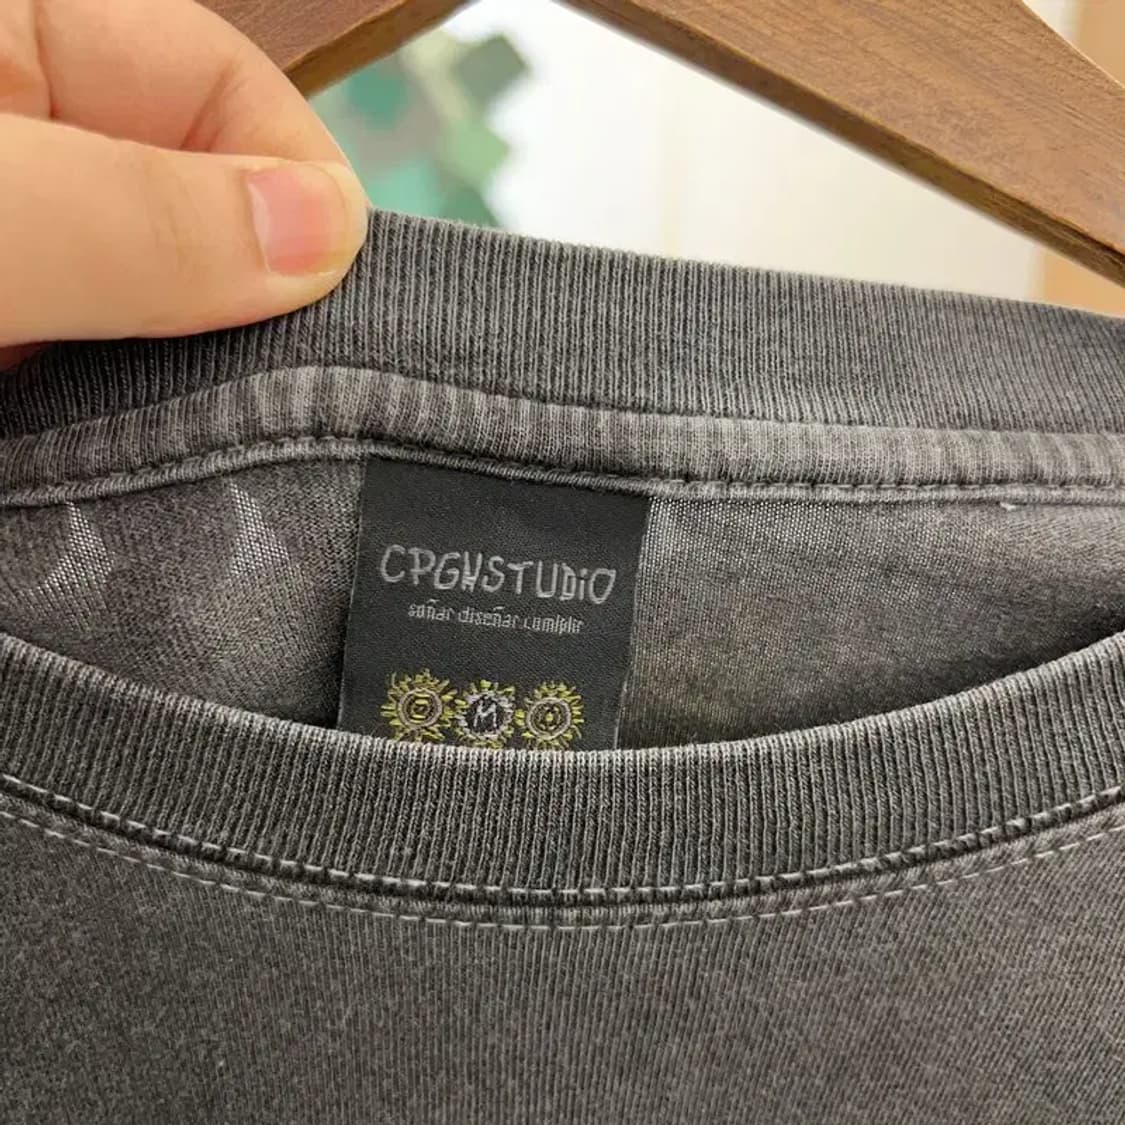 CPGNSTUDiO
soñar diseñar cumplir
M